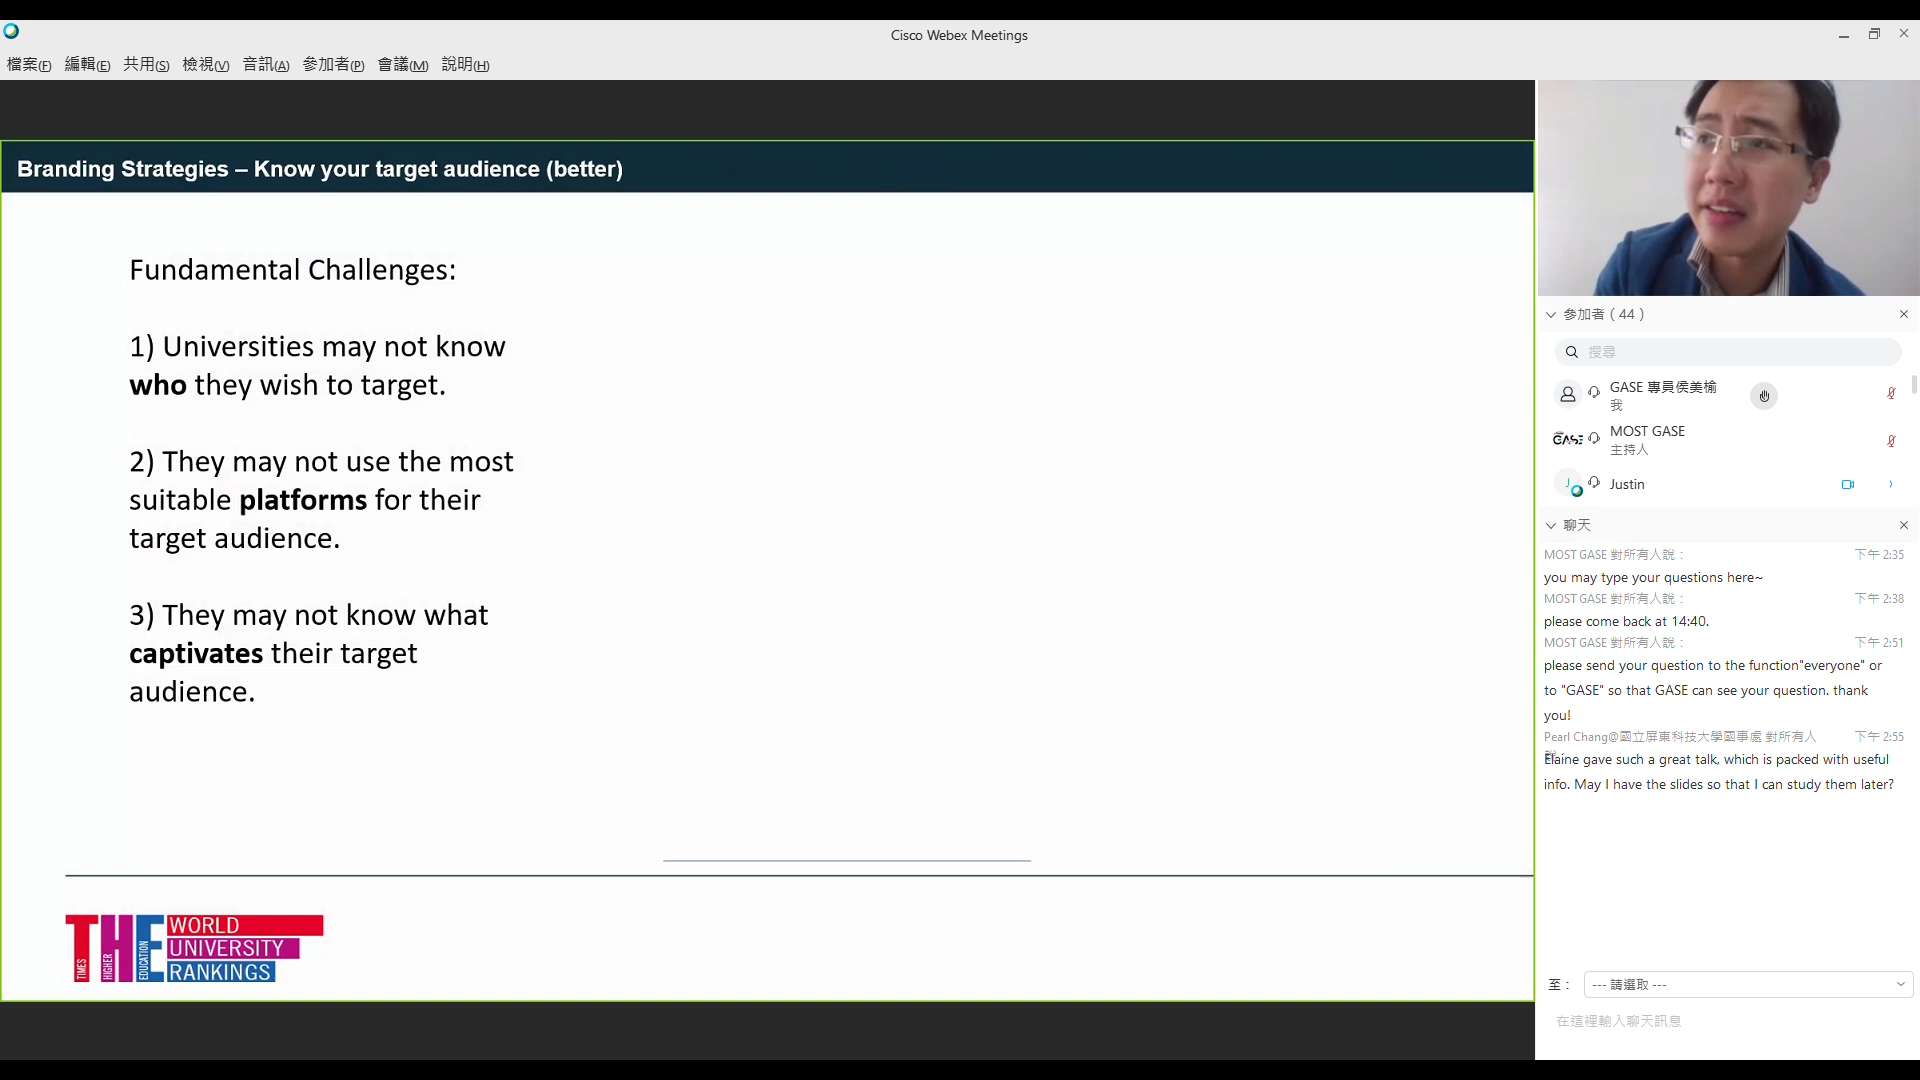 Cisco Webex Meetings
檔案(F) 編輯(E) 共用(S) 檢視(V) 音訊(A) 參加者(P) 會議(M) 說明(H)
Branding Strategies – Know your target audience (better)
Fundamental Challenges:
1) Universities may not know
who they wish to target.
2) They may not use the most
suitable platforms for their
target audience.
3) They may not know what
captivates their target
audience.
TIMES HIGHER EDUCATION
THE
WORLD
UNIVERSITY
RANKINGS
參加者 ( 44 )
搜尋
GASE 專員侯美榆
我
GASE
MOST GASE
主持人
J
Justin
聊天
MOST GASE 對所有人說： 下午 2:35
you may type your questions here~
MOST GASE 對所有人說： 下午 2:38
please come back at 14:40.
MOST GASE 對所有人說： 下午 2:51
please send your question to the function"everyone" or
to "GASE" so that GASE can see your question. thank
you!
Pearl Chang@國立屏東科技大學國事處 對所有人 下午 2:55
Elaine gave such a great talk, which is packed with useful
info. May I have the slides so that I can study them later?
至： --- 請選取 ---
在這裡輸入聊天訊息